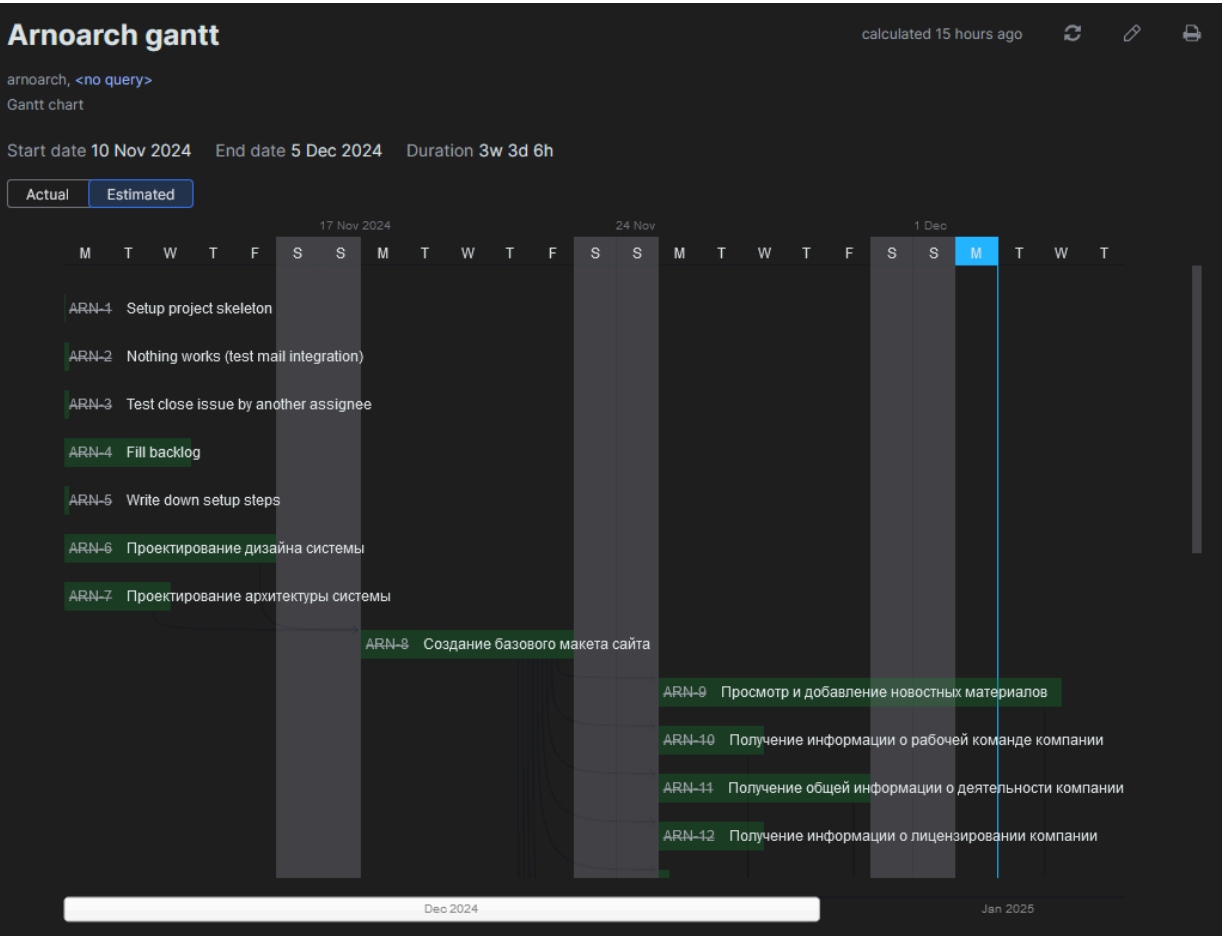 Arnoarch gantt
calculated 15 hours ago
arnoarch, <no query>
Gantt chart
Start date 10 Nov 2024 End date 5 Dec 2024 Duration 3w 3d 6h
Actual Estimated
17 Nov 2024 24 Nov 1 Dec
M T W T F S S M T W T F S S M T W T F S S M T W T
ARN-1 Setup project skeleton
ARN-2 Nothing works (test mail integration)
ARN-3 Test close issue by another assignee
ARN-4 Fill backlog
ARN-5 Write down setup steps
ARN-6 Проектирование дизайна системы
ARN-7 Проектирование архитектуры системы
ARN-8 Создание базового макета сайта
ARN-9 Просмотр и добавление новостных материалов
ARN-10 Получение информации о рабочей команде компании
ARN-11 Получение общей информации о деятельности компании
ARN-12 Получение информации о лицензировании компании
Dec 2024 Jan 2025